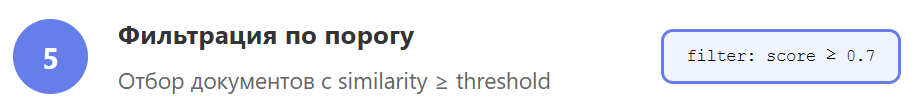 5
Фильтрация по порогу
Отбор документов с similarity ≥ threshold
filter: score ≥ 0.7